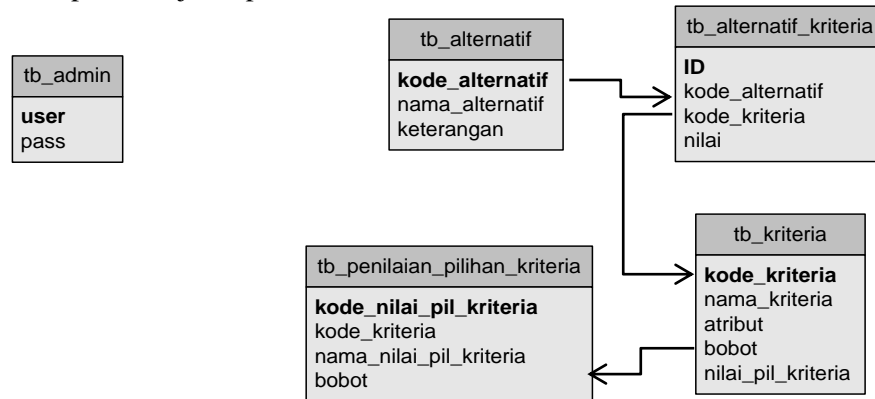 tb_admin
user
pass
tb_alternatif
kode_alternatif
nama_alternatif
keterangan
tb_alternatif_kriteria
ID
kode_alternatif
kode_kriteria
nilai
tb_penilaian_pilihan_kriteria
kode_nilai_pil_kriteria
kode_kriteria
nama_nilai_pil_kriteria
bobot
tb_kriteria
kode_kriteria
nama_kriteria
atribut
bobot
nilai_pil_kriteria